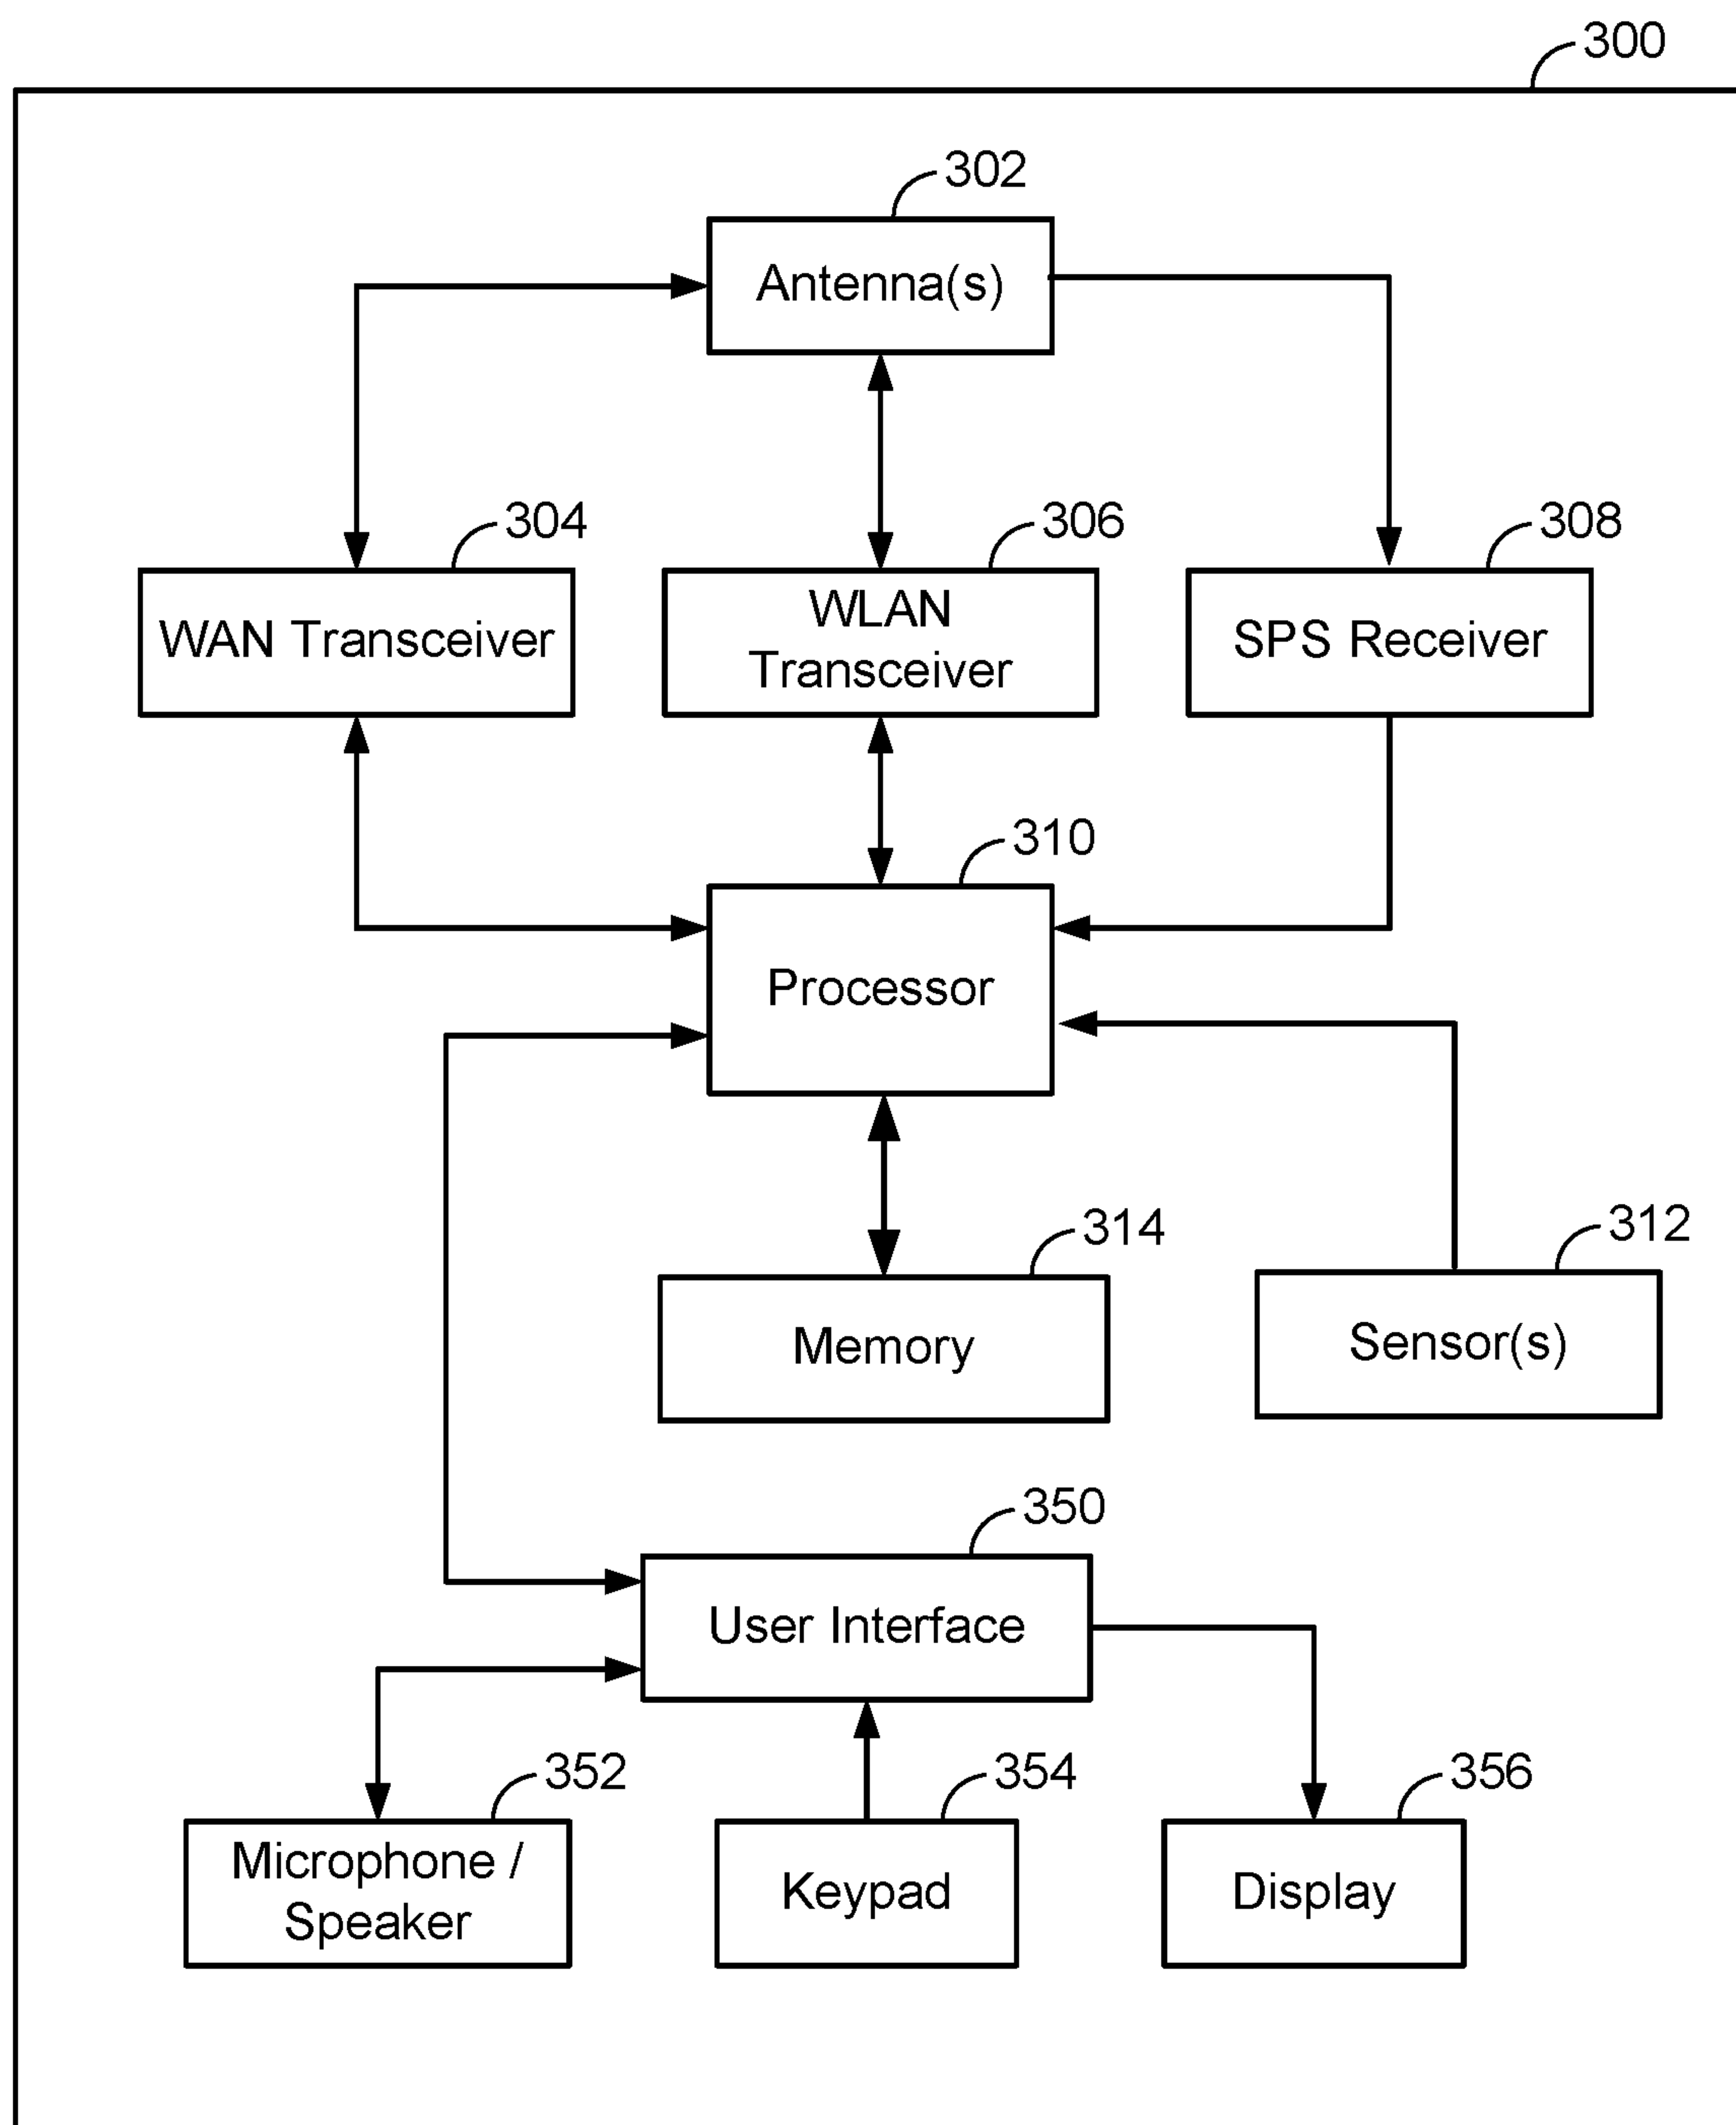 300
302
Antenna(s)
304
306
308
WAN Transceiver
WLAN
Transceiver
SPS Receiver
310
Processor
314
312
Memory
Sensor(s)
350
User Interface
352
354
356
Microphone /
Speaker
Keypad
Display